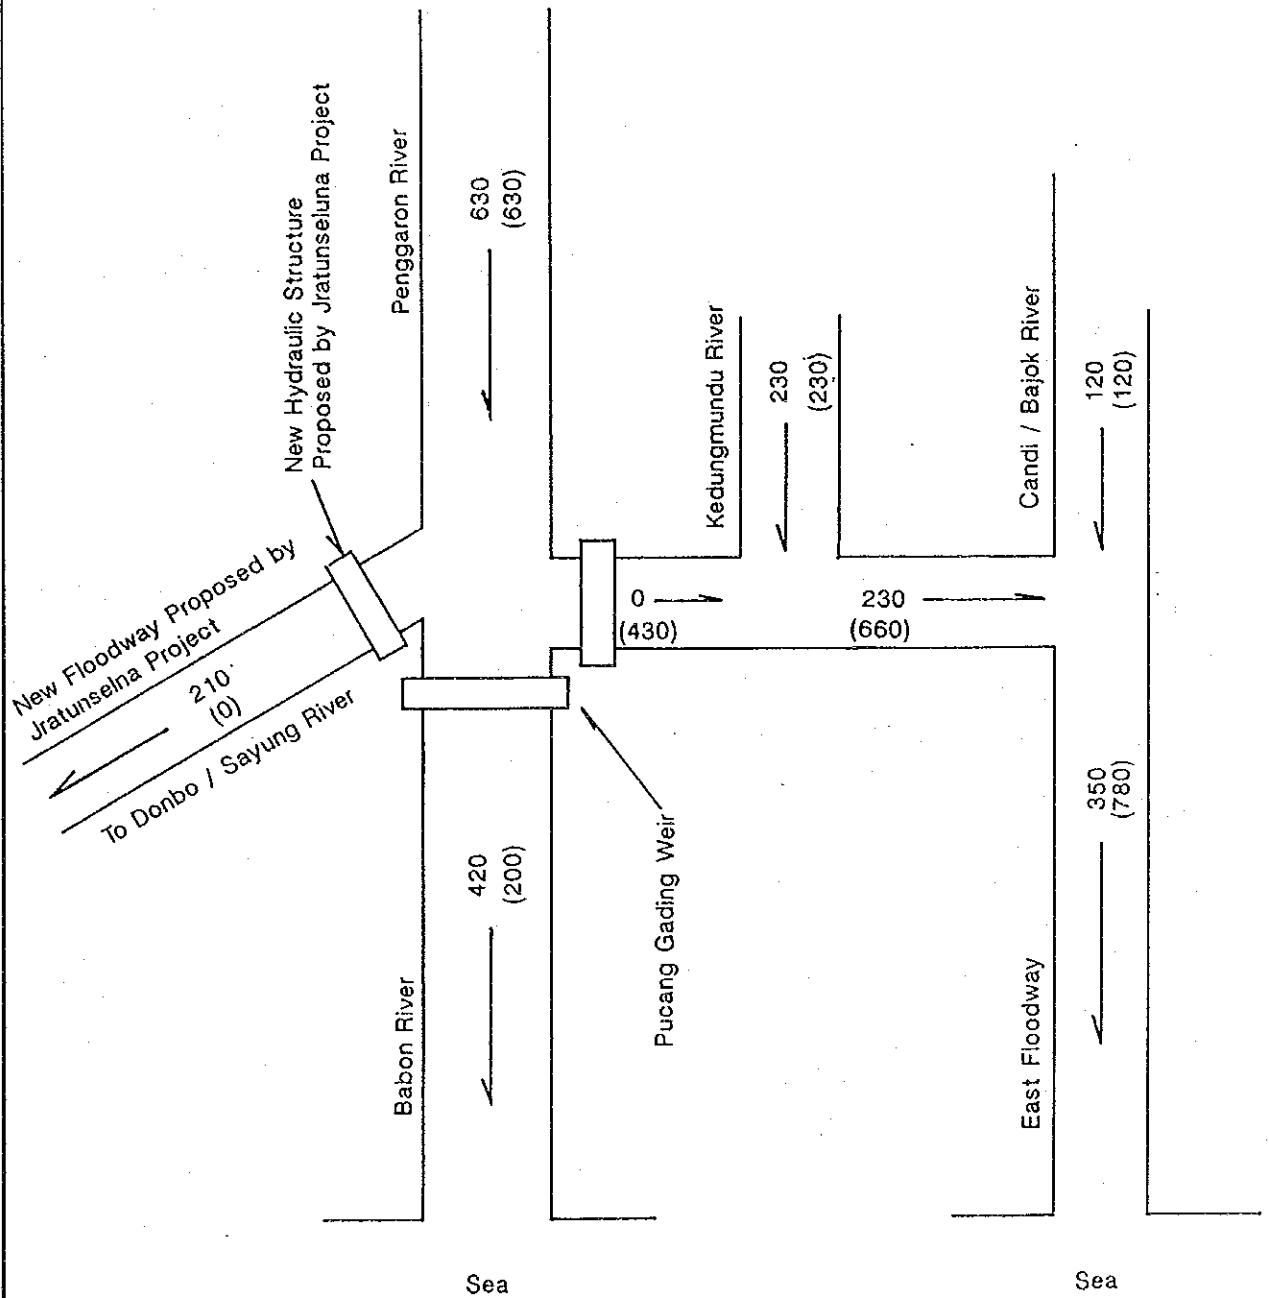 New Hydraulic Structure
Proposed by Jratunseluna Project
Penggaron River
630
(630)
New Floodway Proposed by
Jratunselna Project
210
(0)
To Donbo / Sayung River
Kedungmundu River
230
(230)
Candi / Bajok River
120
(120)
0
(430)
230
(660)
420
(200)
Babon River
Pucang Gading Weir
350
(780)
East Floodway
Sea
Sea